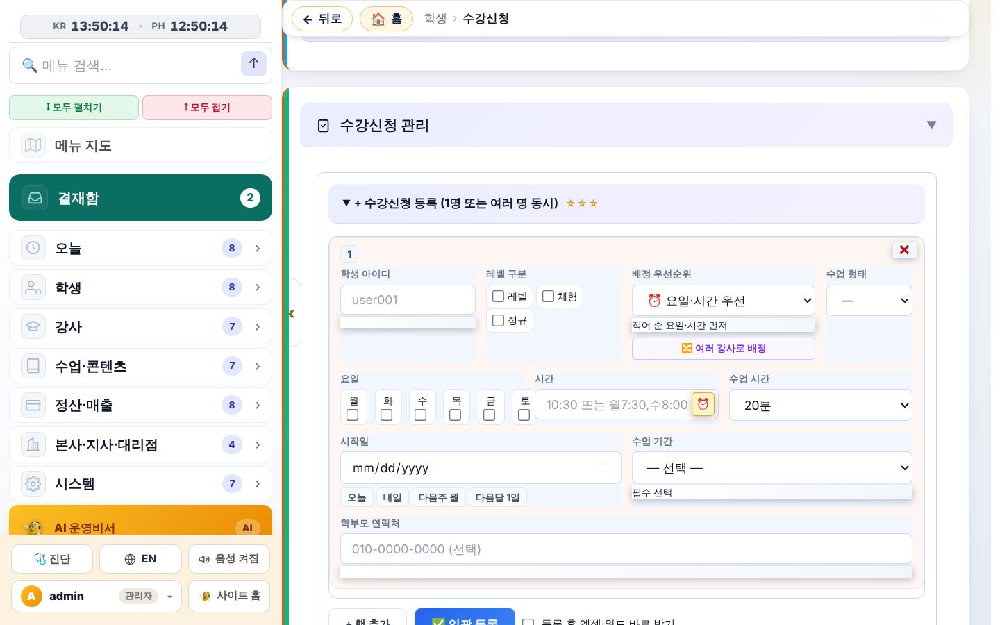 KR 13:50:14 • PH 12:50:14
메뉴 검색...
↧ 모두 펼치기
↥ 모두 접기
메뉴 지도
결재함 2
오늘 8
학생 8
강사 7
수업·콘텐츠 7
정산·매출 8
본사·지사·대리점 4
시스템 7
AI 운영비서 AI
진단
EN
음성 켜짐
A admin 관리자
사이트 홈
← 뒤로
홈
학생 › 수강신청
수강신청 관리 ▼
▼ + 수강신청 등록 (1명 또는 여러 명 동시) ☆☆☆
1
학생 아이디
user001
레벨 구분
레벨
체험
정규
배정 우선순위
⏰ 요일·시간 우선
적어 준 요일·시간 먼저
🔀 여러 강사로 배정
수업 형태
—
요일
월 화 수 목 금 토
시간
10:30 또는 월7:30,수8:00
수업 시간
20분
시작일
mm/dd/yyyy
오늘
내일
다음주 월
다음달 1일
수업 기간
— 선택 —
필수 선택
학부모 연락처
010-0000-0000 (선택)
+ 행 추가
✅ 일괄 등록
등록 후 엑셀·워드 바로 받기